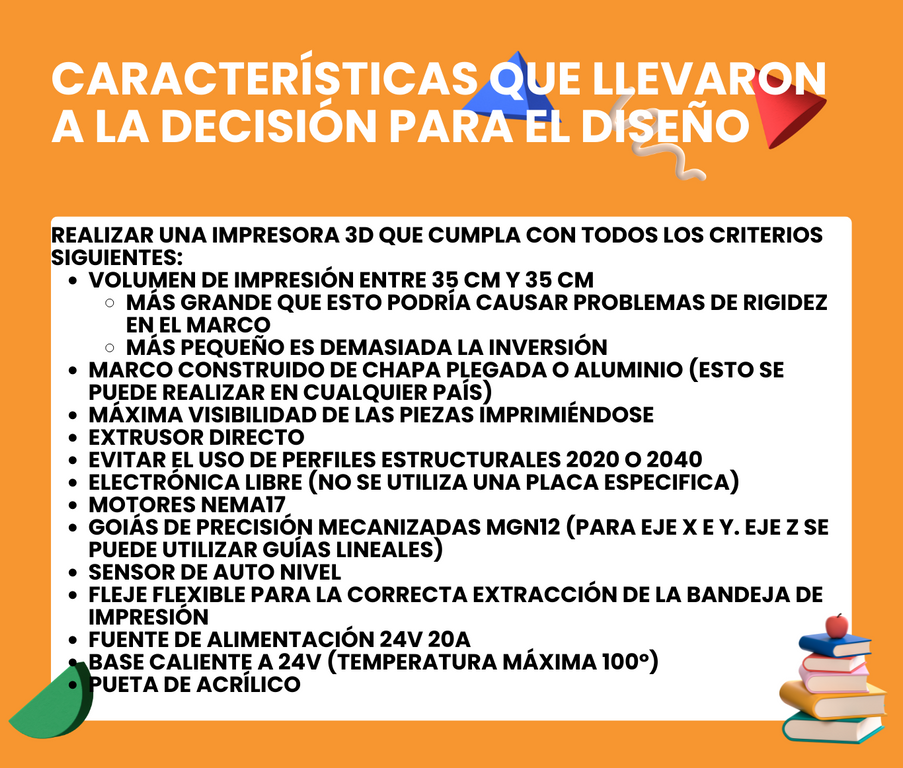 CARACTERÍSTICAS QUE LLEVARON
A LA DECISIÓN PARA EL DISEÑO
REALIZAR UNA IMPRESORA 3D QUE CUMPLA CON TODOS LOS CRITERIOS
SIGUIENTES:
• VOLUMEN DE IMPRESIÓN ENTRE 35 CM Y 35 CM
○ MÁS GRANDE QUE ESTO PODRÍA CAUSAR PROBLEMAS DE RIGIDEZ
EN EL MARCO
○ MÁS PEQUEÑO ES DEMASIADA LA INVERSIÓN
• MARCO CONSTRUIDO DE CHAPA PLEGADA O ALUMINIO (ESTO SE
PUEDE REALIZAR EN CUALQUIER PAÍS)
• MÁXIMA VISIBILIDAD DE LAS PIEZAS IMPRIMIÉNDOSE
• EXTRUSOR DIRECTO
• EVITAR EL USO DE PERFILES ESTRUCTURALES 2020 O 2040
• ELECTRÓNICA LIBRE (NO SE UTILIZA UNA PLACA ESPECIFICA)
• MOTORES NEMA17
• GOIÁS DE PRECISIÓN MECANIZADAS MGN12 (PARA EJE X E Y. EJE Z SE
PUEDE UTILIZAR GUÍAS LINEALES)
• SENSOR DE AUTO NIVEL
• FLEJE FLEXIBLE PARA LA CORRECTA EXTRACCIÓN DE LA BANDEJA DE
IMPRESIÓN
• FUENTE DE ALIMENTACIÓN 24V 20A
• BASE CALIENTE A 24V (TEMPERATURA MÁXIMA 100º)
• PUETA DE ACRÍLICO